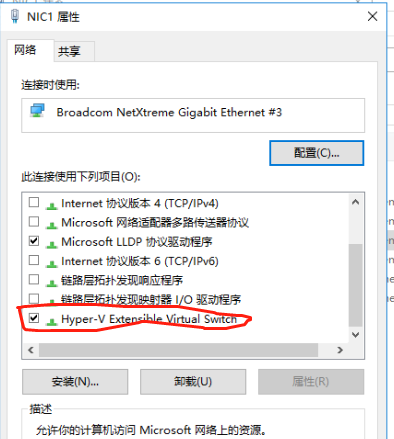 NIC1 属性
网络
共享
连接时使用:
Broadcom NetXtreme Gigabit Ethernet #3
配置(C)...
此连接使用下列项目(O):
Internet 协议版本 4 (TCP/IPv4)
Microsoft 网络适配器多路传送器协议
Microsoft LLDP 协议驱动程序
Internet 协议版本 6 (TCP/IPv6)
链路层拓扑发现响应程序
链路层拓扑发现映射器 I/O 驱动程序
Hyper-V Extensible Virtual Switch
安装(N)...
卸载(U)
属性(R)
描述
允许你的计算机访问 Microsoft 网络上的资源。